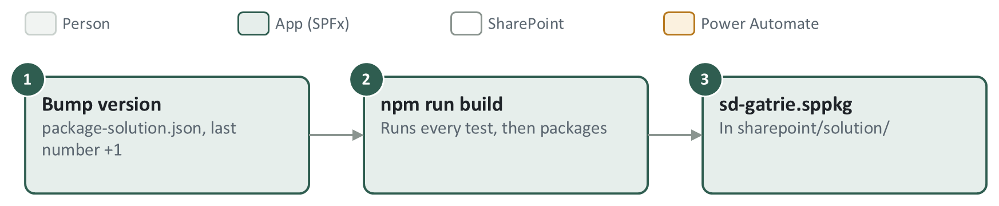 Person
App (SPFx)
SharePoint
Power Automate
1
Bump version
package-solution.json, last
number +1
2
npm run build
Runs every test, then packages
3
sd-gatrie.sppkg
In sharepoint/solution/